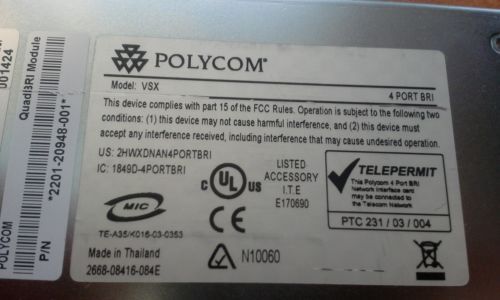 POLYCOM®
Model: VSX
4 PORT BRI
This device complies with part 15 of the FCC Rules. Operation is subject to the following two
conditions: (1) this device may not cause harmful interference, and (2) this device must
accept any interference received, including interference that may cause undesired operation.
US: 2HWXDNAN4PORTBRI
IC: 1849D-4PORTBRI
C UL US
LISTED
ACCESSORY
I.T.E
E170690
TELEPERMIT
This Polycom 4 Port BRI
Network interface card
may be connected to the
Telecom Network
PTC 231 / 03 / 004
MIC
TE-A35/K016-03-0353
CE
Made in Thailand
2668-08416-084E
N10060
001424
QuadBRI Module
*2201-20948-001*
POLYCOM
P/N